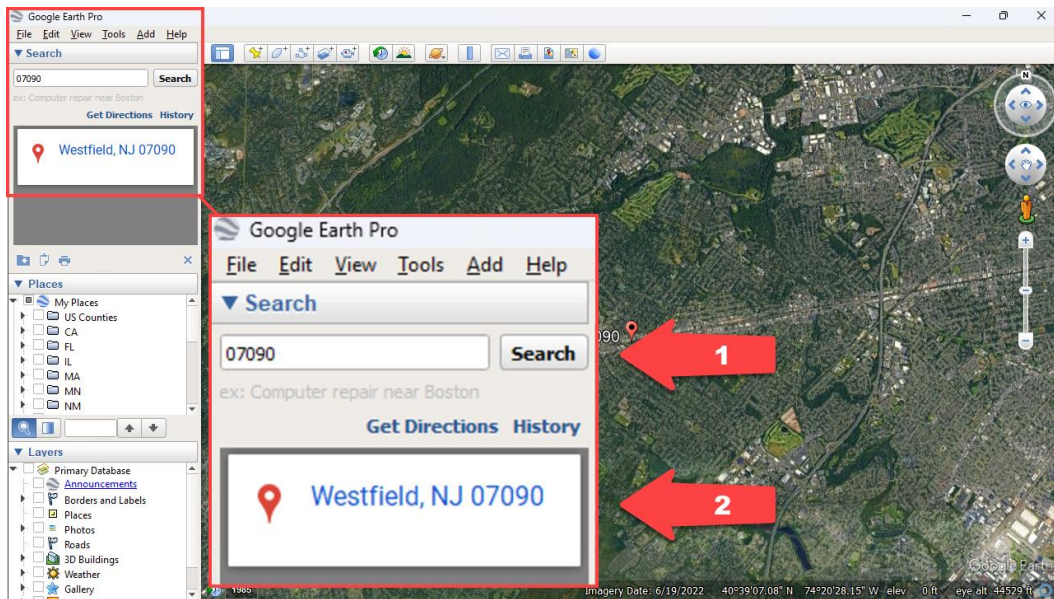 Google Earth Pro
File Edit View Tools Add Help
Search
07090 Search
ex: Computer repair near Boston
Get Directions History
Westfield, NJ 07090
Places
My Places
US Counties
CA
FL
IL
MA
MN
NM
Layers
Primary Database
Announcements
Borders and Labels
Places
Photos
Roads
3D Buildings
Weather
Gallery
N
Google Earth Pro
File Edit View Tools Add Help
Search
07090 Search
ex: Computer repair near Boston
Get Directions History
Westfield, NJ 07090
090
1
2
Google Earth
1985
Imagery Date: 6/19/2022 40°39'07.08" N 74°20'28.15" W elev 0 ft eye alt 44529 ft